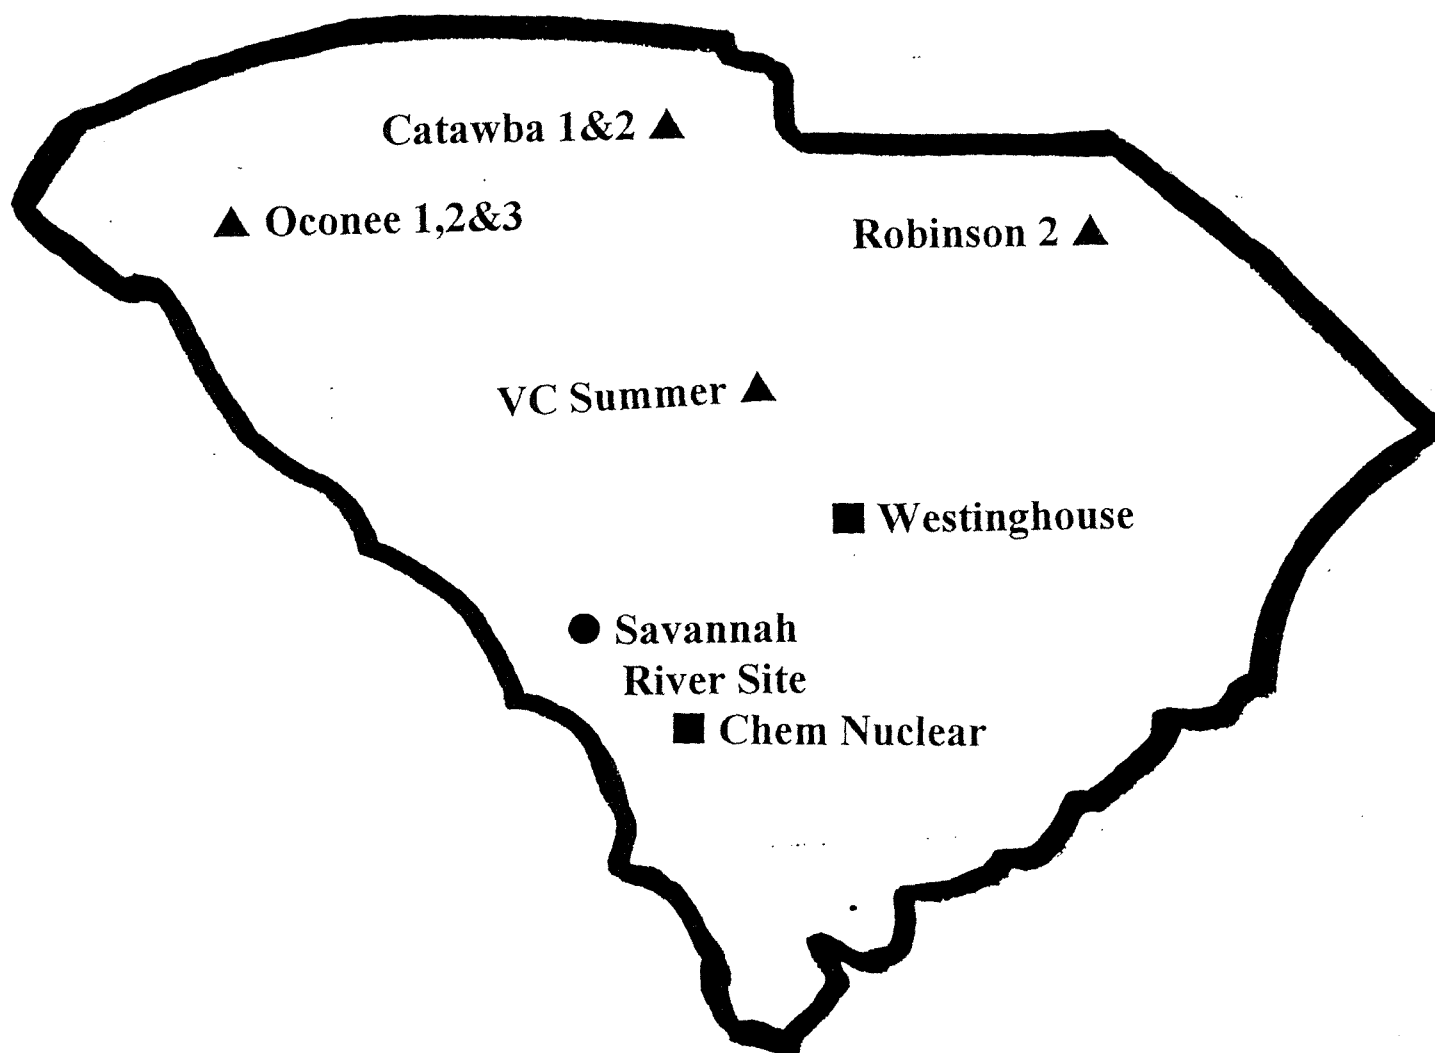 Catawba 1&2
Oconee 1,2&3
Robinson 2
VC Summer
Westinghouse
Savannah
River Site
Chem Nuclear